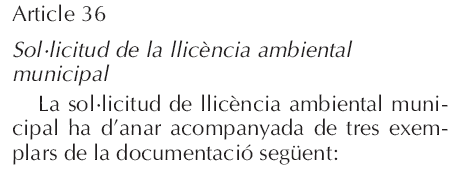 Article 36
Sol·licitud de la llicència ambiental
municipal
La sol·licitud de llicència ambiental muni-
cipal ha d'anar acompanyada de tres exem-
plars de la documentació següent: